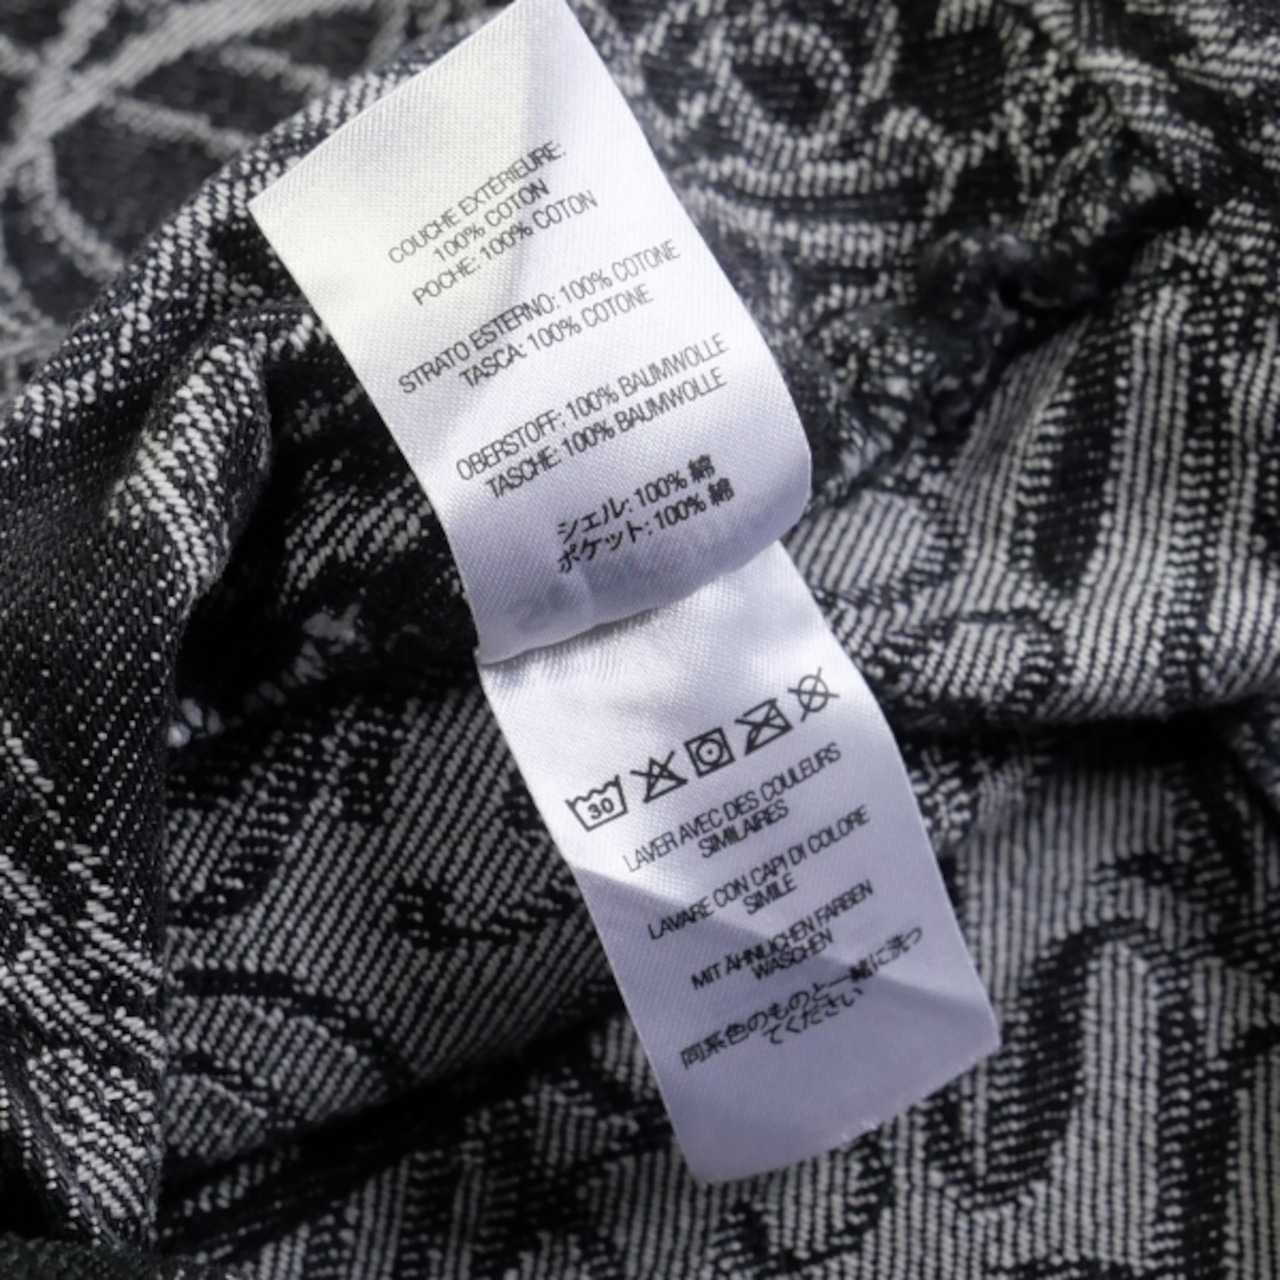 COUCHE EXTÉRIEURE:
100% COTON
POCHE: 100% COTON
STRATO ESTERNO: 100% COTONE
TASCA: 100% COTONE
OBERSTOFF: 100% BAUMWOLLE
TASCHE: 100% BAUMWOLLE
シェル: 100% 綿
ポケット: 100% 綿
30
LAVER AVEC DES COULEURS
SIMILAIRES
LAVARE CON CAPI DI COLORE
SIMILE
MIT ÄHNLICHEN FARBEN
WASCHEN
同系色のものと一緒に洗っ
てください